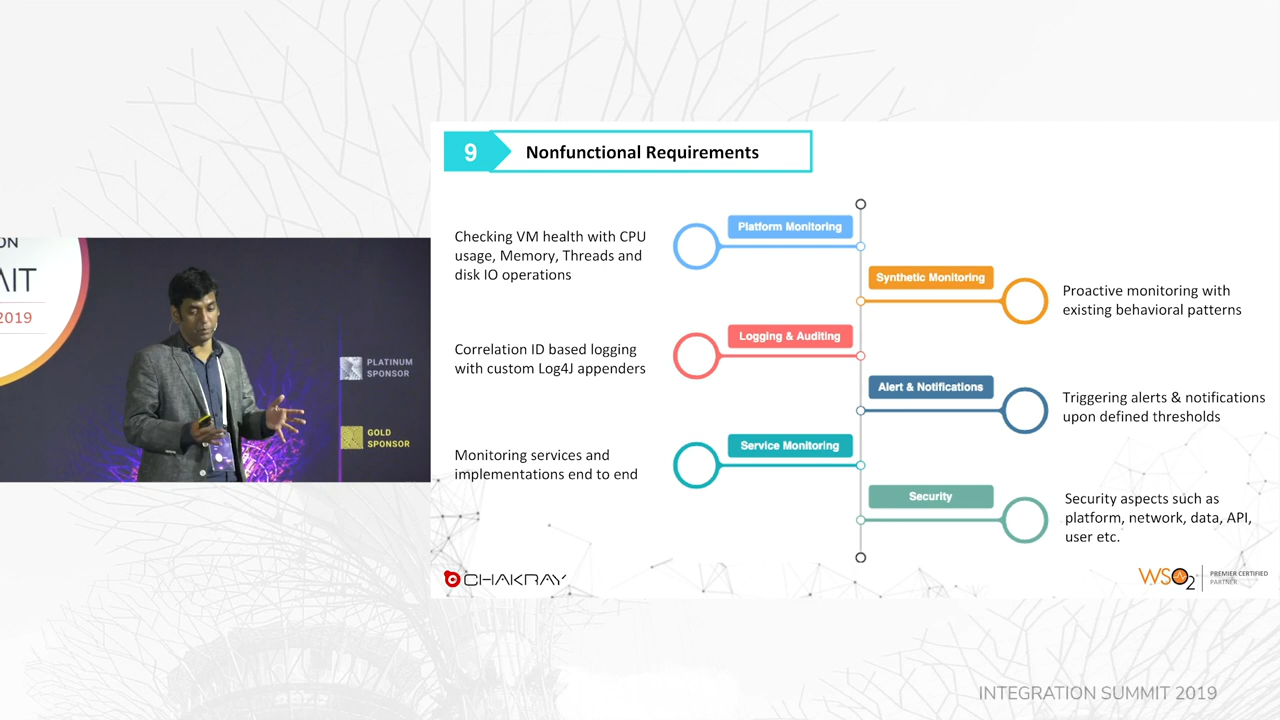 9
Nonfunctional Requirements
Platform Monitoring
Checking VM health with CPU
usage, Memory, Threads and
disk IO operations
Synthetic Monitoring
Proactive monitoring with
existing behavioral patterns
Logging & Auditing
Correlation ID based logging
with custom Log4J appenders
Alert & Notifications
Triggering alerts & notifications
upon defined thresholds
Service Monitoring
Monitoring services and
implementations end to end
Security
Security aspects such as
platform, network, data, API,
user etc.
CHAKRAY
WSO2
PREMIER CERTIFIED
PARTNER
ON
AIT
2019
PLATINUM
SPONSOR
GOLD
SPONSOR
INTEGRATION SUMMIT 2019